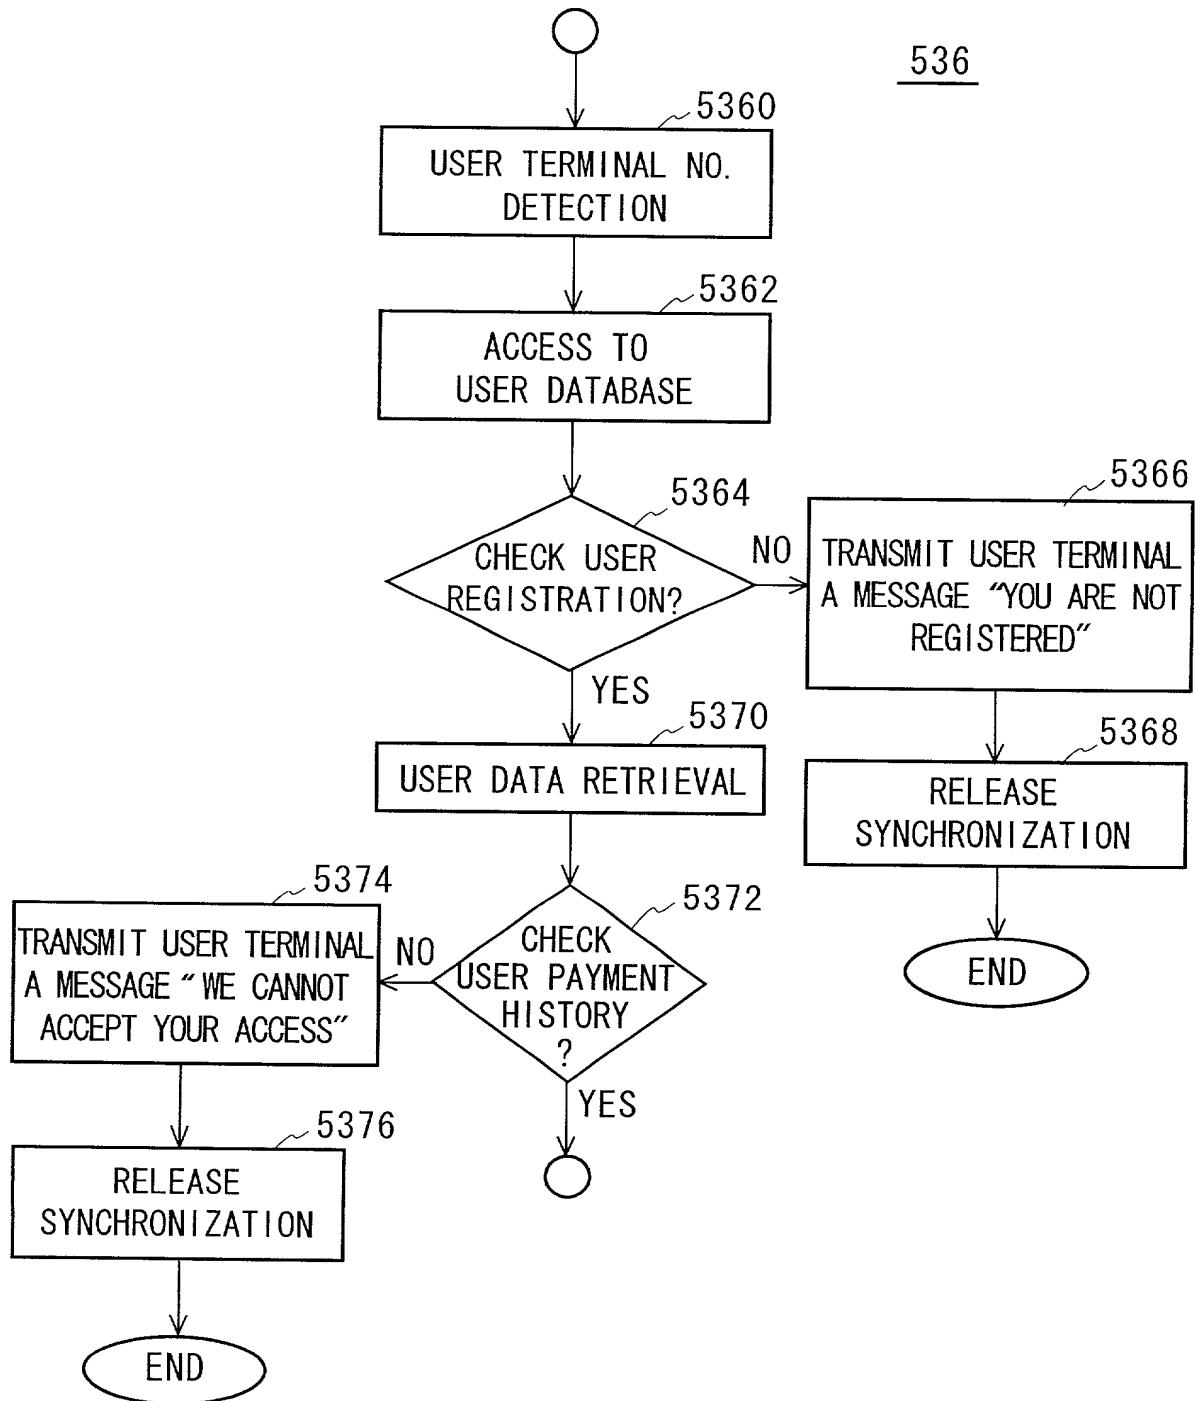 536
5360
USER TERMINAL NO.
DETECTION
5362
ACCESS TO
USER DATABASE
5364
CHECK USER
REGISTRATION?
NO
YES
5366
TRANSMIT USER TERMINAL
A MESSAGE "YOU ARE NOT
REGISTERED"
5368
RELEASE
SYNCHRONIZATION
END
5370
USER DATA RETRIEVAL
5372
CHECK
USER PAYMENT
HISTORY
?
NO
YES
5374
TRANSMIT USER TERMINAL
A MESSAGE "WE CANNOT
ACCEPT YOUR ACCESS"
5376
RELEASE
SYNCHRONIZATION
END